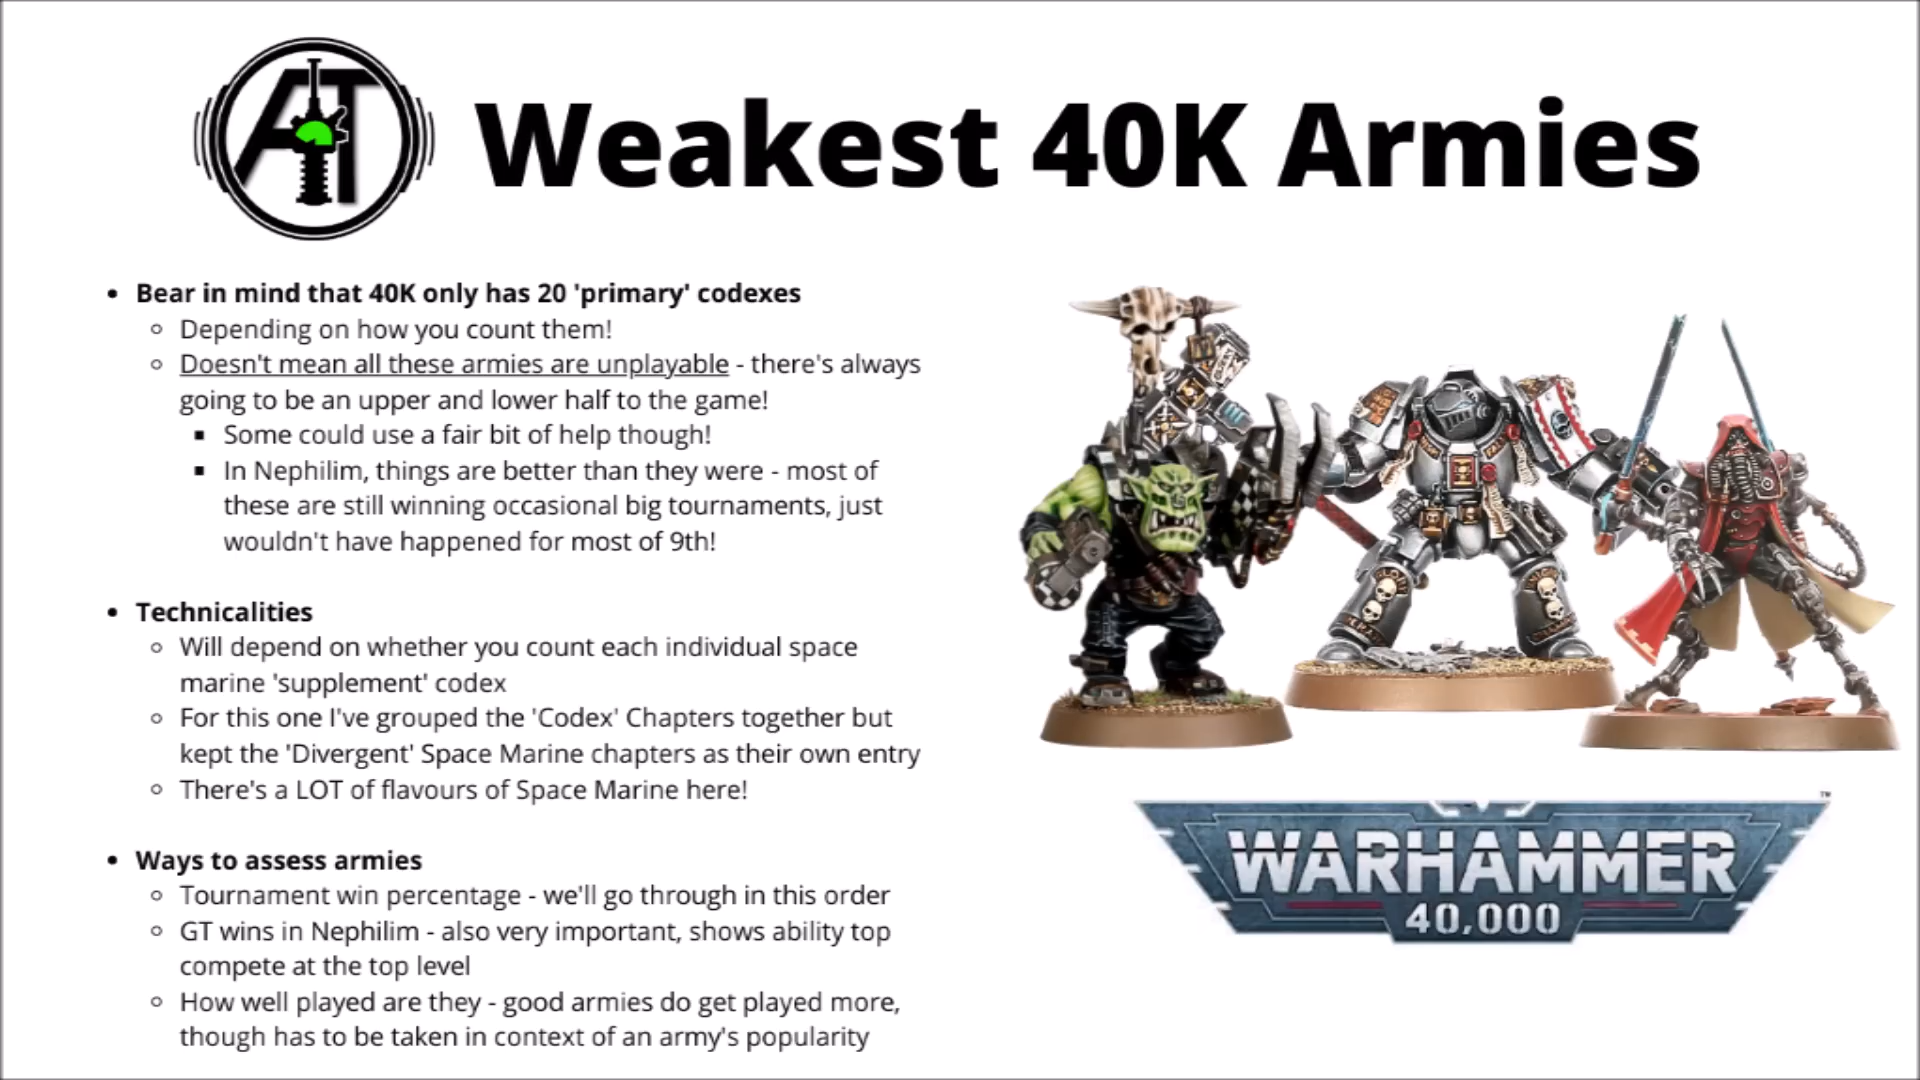 AT
Weakest 40K Armies
• Bear in mind that 40K only has 20 'primary' codexes
◦ Depending on how you count them!
◦ Doesn't mean all these armies are unplayable - there's always
going to be an upper and lower half to the game!
▪ Some could use a fair bit of help though!
▪ In Nephilim, things are better than they were - most of
these are still winning occasional big tournaments, just
wouldn't have happened for most of 9th!
• Technicalities
◦ Will depend on whether you count each individual space
marine 'supplement' codex
◦ For this one I've grouped the 'Codex' Chapters together but
kept the 'Divergent' Space Marine chapters as their own entry
◦ There's a LOT of flavours of Space Marine here!
• Ways to assess armies
◦ Tournament win percentage - we'll go through in this order
◦ GT wins in Nephilim - also very important, shows ability top
compete at the top level
◦ How well played are they - good armies do get played more,
though has to be taken in context of an army's popularity
WARHAMMER
40,000
TM